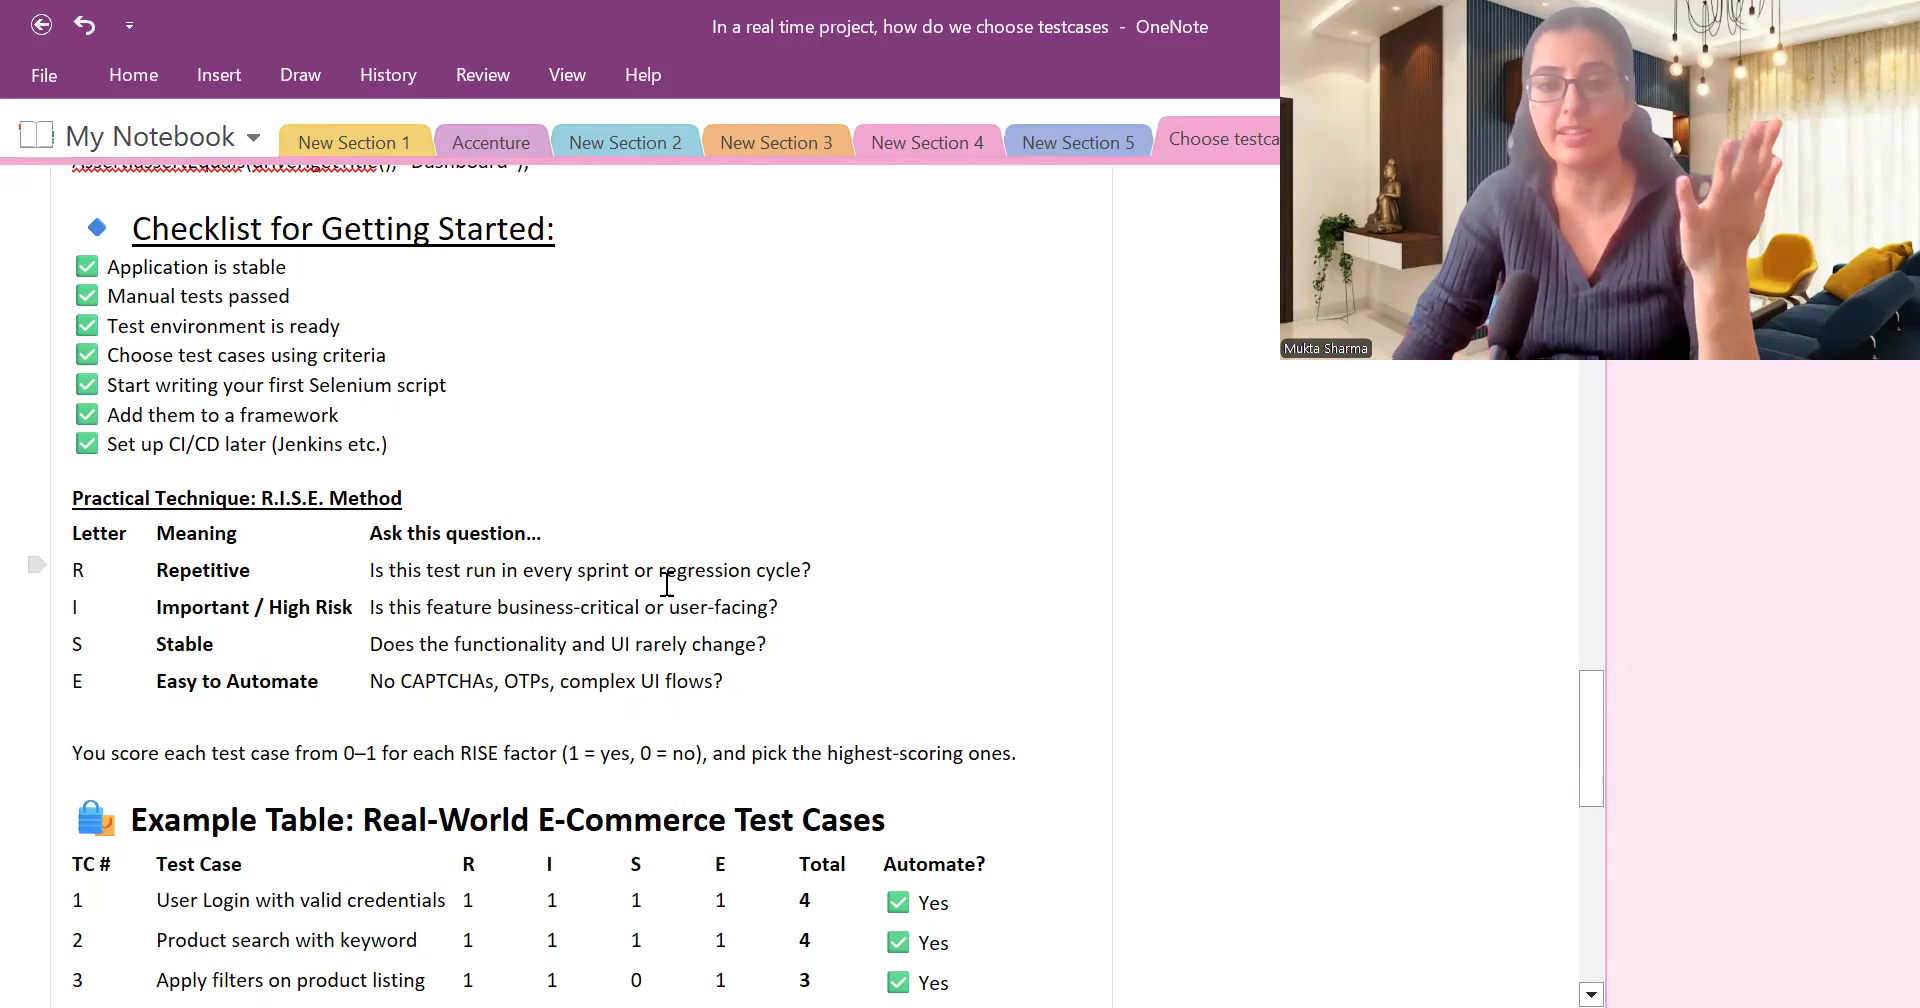 In a real time project, how do we choose testcases - OneNote
File Home Insert Draw History Review View Help
My Notebook New Section 1 Accenture New Section 2 New Section 3 New Section 4 New Section 5 Choose testca
Mukta Sharma
Checklist for Getting Started:
✅ Application is stable
✅ Manual tests passed
✅ Test environment is ready
✅ Choose test cases using criteria
✅ Start writing your first Selenium script
✅ Add them to a framework
✅ Set up CI/CD later (Jenkins etc.)
Practical Technique: R.I.S.E. Method
Letter Meaning Ask this question...
R Repetitive Is this test run in every sprint or regression cycle?
I Important / High Risk Is this feature business-critical or user-facing?
S Stable Does the functionality and UI rarely change?
E Easy to Automate No CAPTCHAs, OTPs, complex UI flows?
You score each test case from 0–1 for each RISE factor (1 = yes, 0 = no), and pick the highest-scoring ones.
Example Table: Real-World E-Commerce Test Cases
TC # Test Case R I S E Total Automate?
1 User Login with valid credentials 1 1 1 1 4 ✅ Yes
2 Product search with keyword 1 1 1 1 4 ✅ Yes
3 Apply filters on product listing 1 1 0 1 3 ✅ Yes